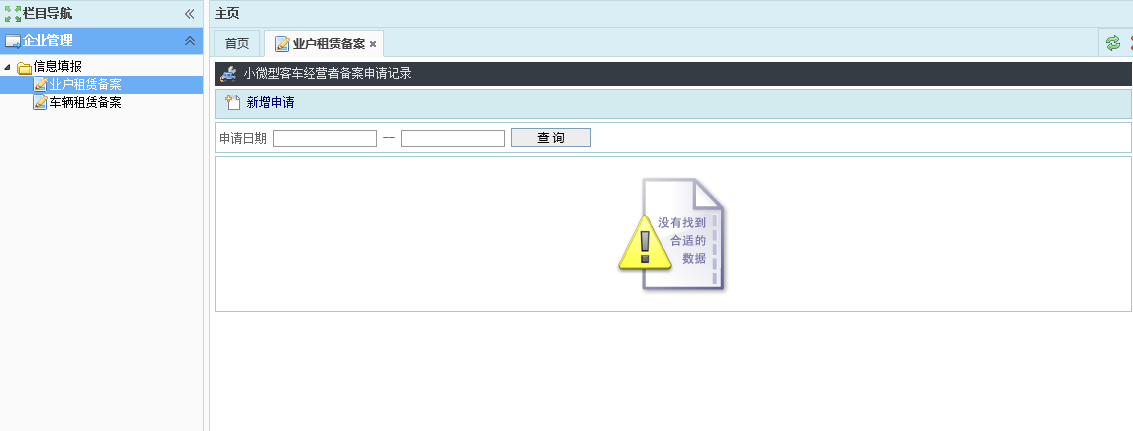 栏目导航
企业管理
信息填报
业户租赁备案
车辆租赁备案
主页
首页 业户租赁备案
小微型客车经营者备案申请记录
新增申请
申请日期 -- 查 询
没有找到
合适的
数据